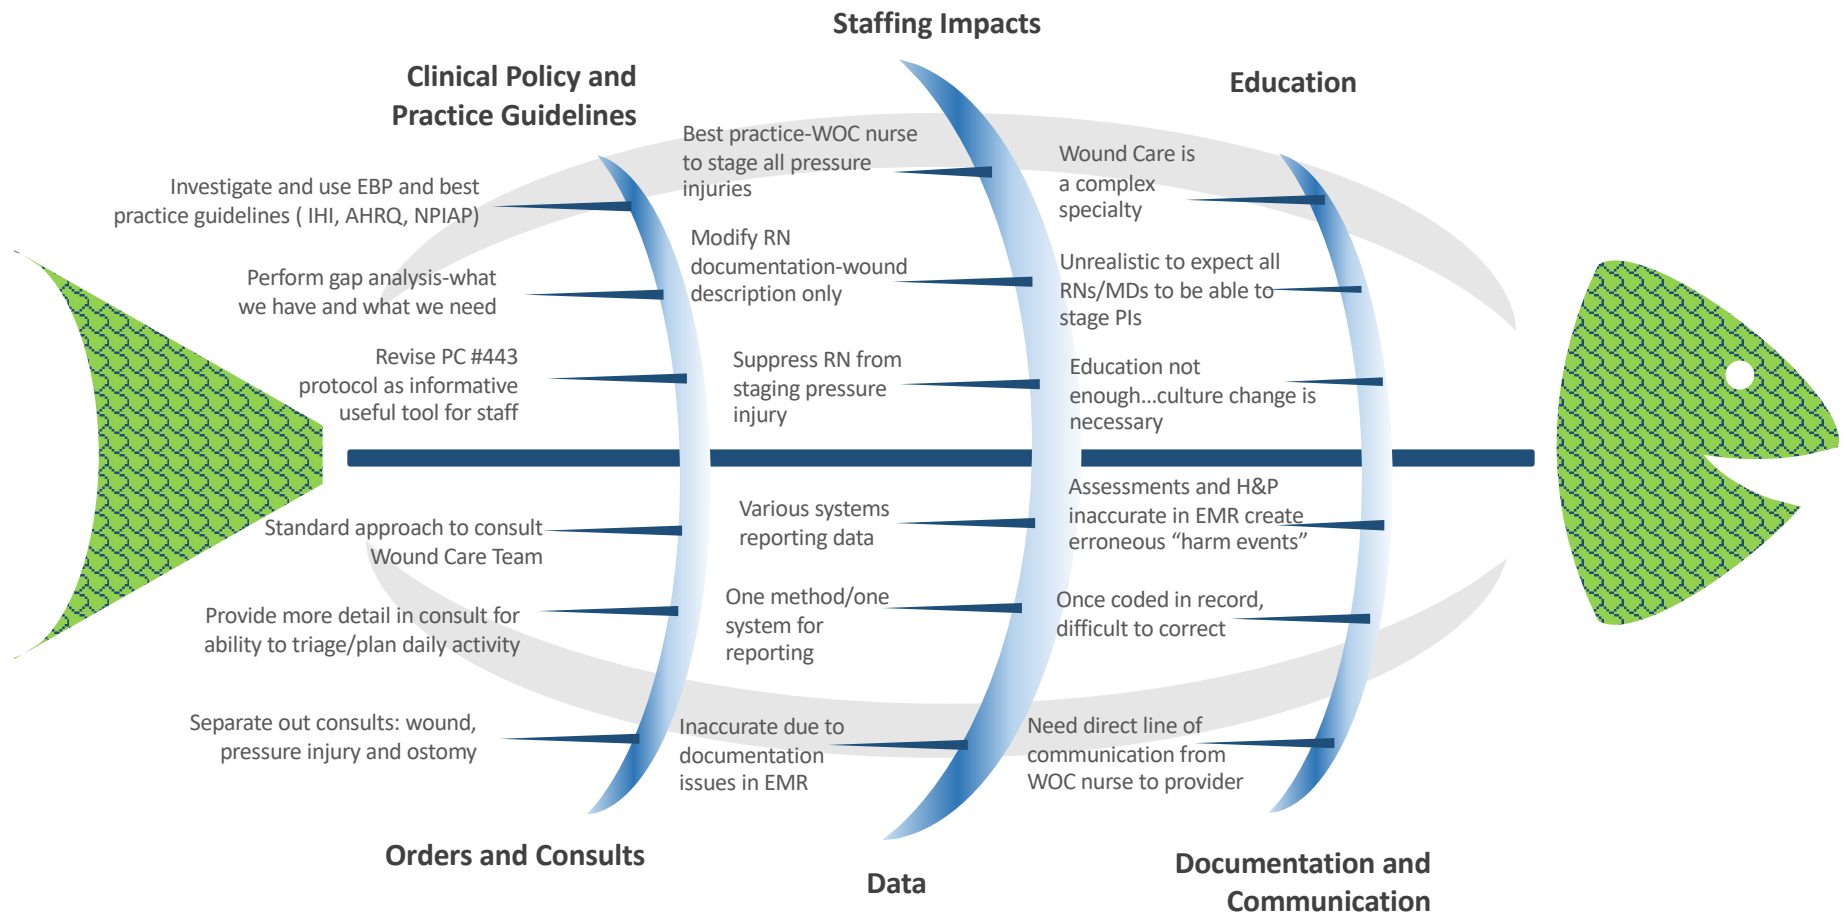 Staffing Impacts
Clinical Policy and
Practice Guidelines
Education
Investigate and use EBP and best
practice guidelines ( IHI, AHRQ, NPIAP)
Perform gap analysis-what
we have and what we need
Revise PC #443
protocol as informative
useful tool for staff
Best practice-WOC nurse
to stage all pressure
injuries
Modify RN
documentation-wound
description only
Suppress RN from
staging pressure
injury
Wound Care is
a complex
specialty
Unrealistic to expect all
RNs/MDs to be able to
stage PIs
Education not
enough...culture change is
necessary
Standard approach to consult
Wound Care Team
Provide more detail in consult for
ability to triage/plan daily activity
Separate out consults: wound,
pressure injury and ostomy
Various systems
reporting data
One method/one
system for
reporting
Inaccurate due to
documentation
issues in EMR
Assessments and H&P
inaccurate in EMR create
erroneous “harm events”
Once coded in record,
difficult to correct
Need direct line of
communication from
WOC nurse to provider
Orders and Consults
Data
Documentation and
Communication